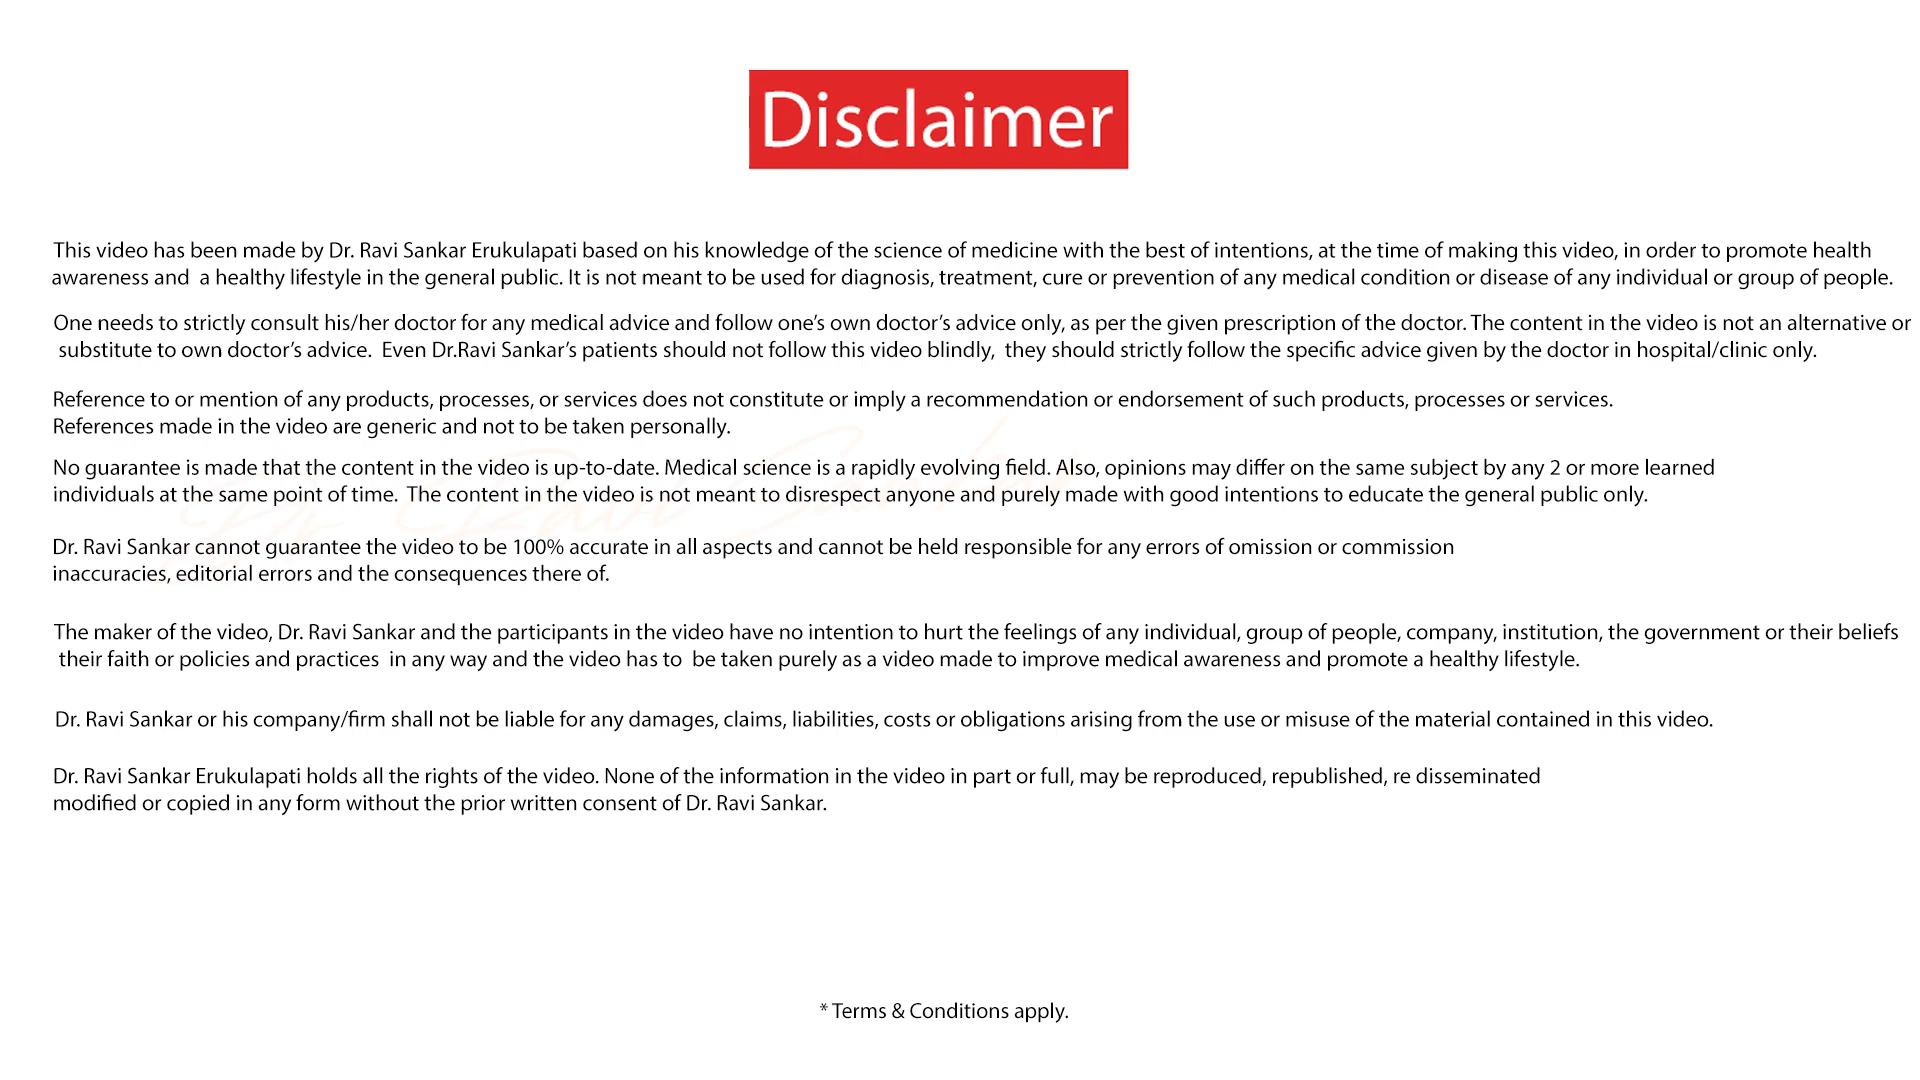 Disclaimer
This video has been made by Dr. Ravi Sankar Erukulapati based on his knowledge of the science of medicine with the best of intentions, at the time of making this video, in order to promote health
awareness and a healthy lifestyle in the general public. It is not meant to be used for diagnosis, treatment, cure or prevention of any medical condition or disease of any individual or group of people.
One needs to strictly consult his/her doctor for any medical advice and follow one’s own doctor’s advice only, as per the given prescription of the doctor. The content in the video is not an alternative or
substitute to own doctor’s advice. Even Dr.Ravi Sankar’s patients should not follow this video blindly, they should strictly follow the specific advice given by the doctor in hospital/clinic only.
Reference to or mention of any products, processes, or services does not constitute or imply a recommendation or endorsement of such products, processes or services.
References made in the video are generic and not to be taken personally.
No guarantee is made that the content in the video is up-to-date. Medical science is a rapidly evolving field. Also, opinions may differ on the same subject by any 2 or more learned
individuals at the same point of time. The content in the video is not meant to disrespect anyone and purely made with good intentions to educate the general public only.
Dr. Ravi Sankar
Dr. Ravi Sankar cannot guarantee the video to be 100% accurate in all aspects and cannot be held responsible for any errors of omission or commission
inaccuracies, editorial errors and the consequences there of.
The maker of the video, Dr. Ravi Sankar and the participants in the video have no intention to hurt the feelings of any individual, group of people, company, institution, the government or their beliefs
their faith or policies and practices in any way and the video has to be taken purely as a video made to improve medical awareness and promote a healthy lifestyle.
Dr. Ravi Sankar or his company/firm shall not be liable for any damages, claims, liabilities, costs or obligations arising from the use or misuse of the material contained in this video.
Dr. Ravi Sankar Erukulapati holds all the rights of the video. None of the information in the video in part or full, may be reproduced, republished, re disseminated
modified or copied in any form without the prior written consent of Dr. Ravi Sankar.
* Terms & Conditions apply.